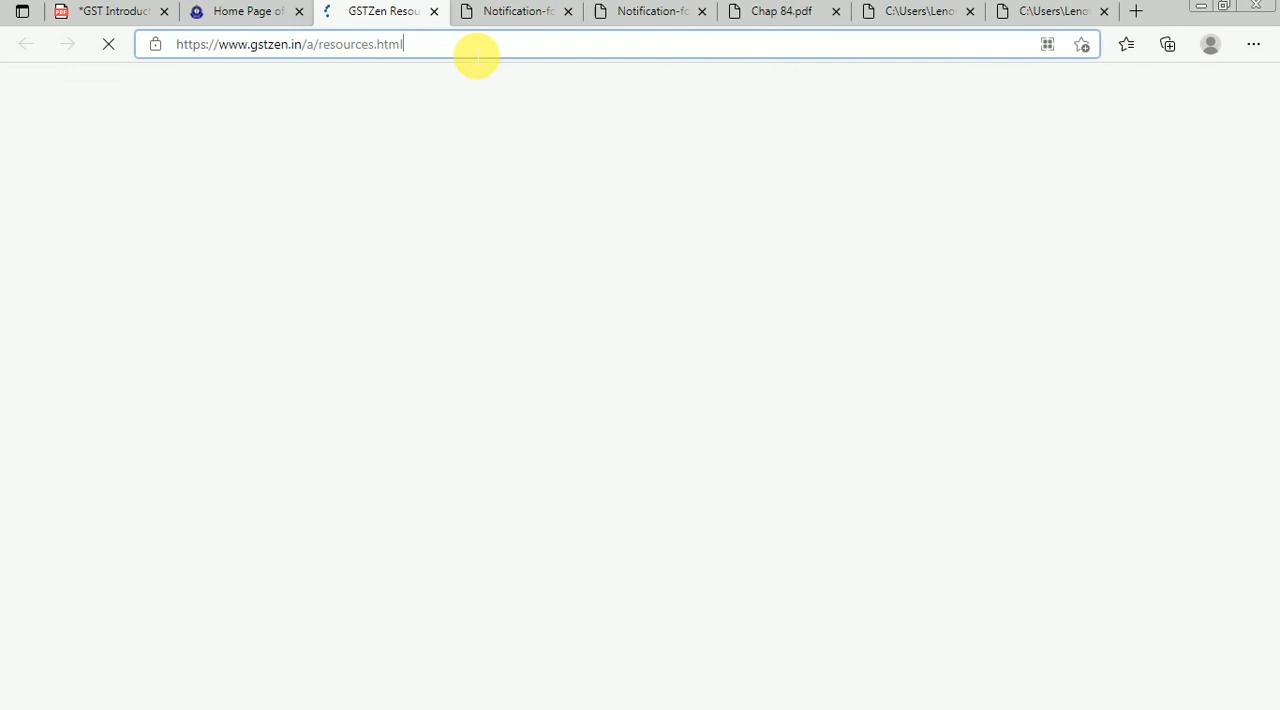 *GST Introduct
Home Page of
GSTZen Resou
Notification-fo
Notification-fo
Chap 84.pdf
C:\Users\Leno
C:\Users\Leno
https://www.gstzen.in/a/resources.html